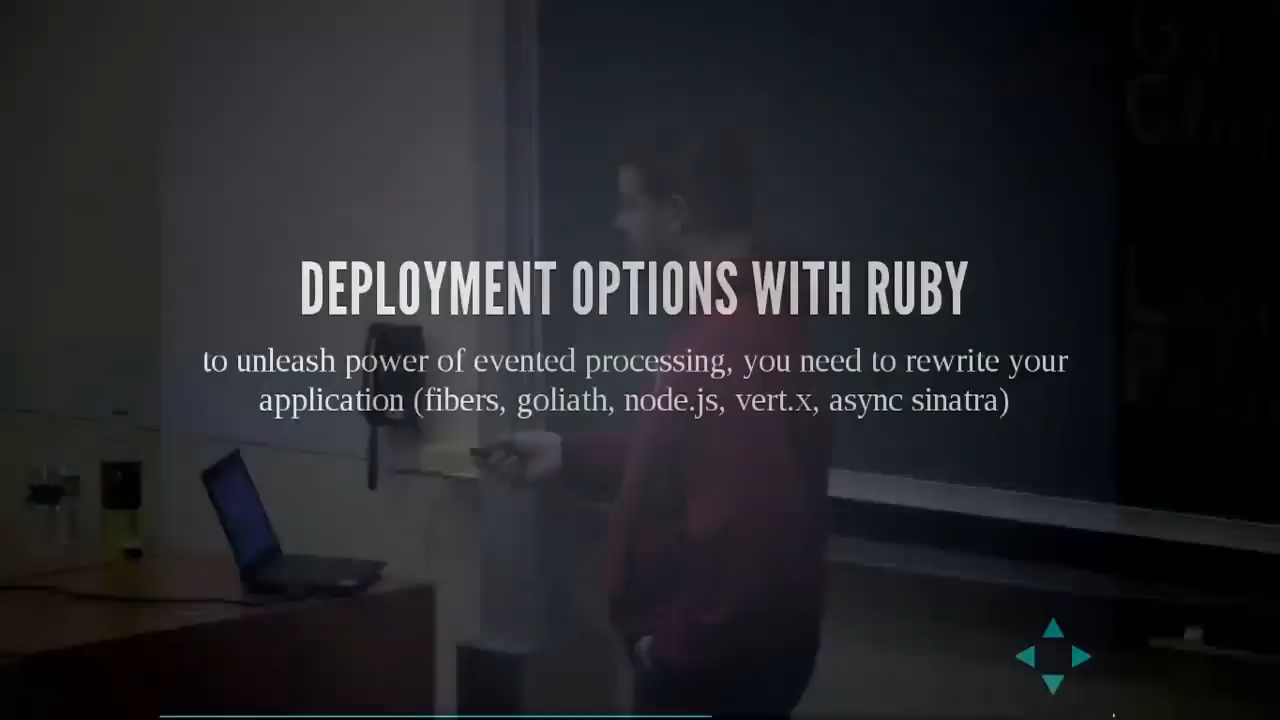 DEPLOYMENT OPTIONS WITH RUBY
to unleash power of evented processing, you need to rewrite your
application (fibers, goliath, node.js, vert.x, async sinatra)